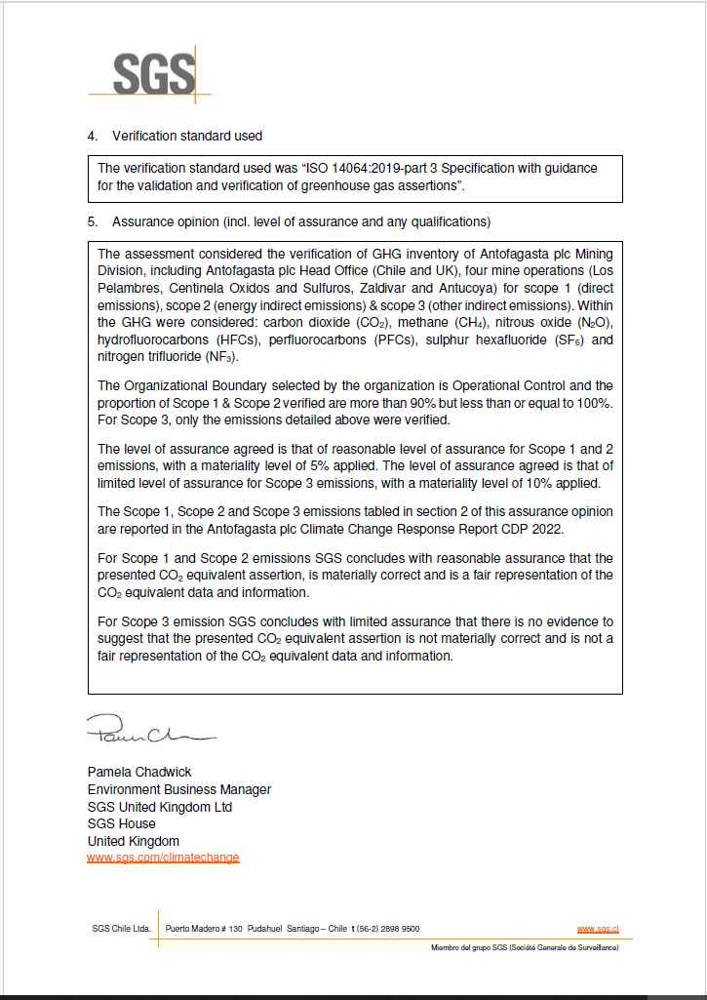 SGS
4. Verification standard used
The verification standard used was “ISO 14064:2019-part 3 Specification with guidance
for the validation and verification of greenhouse gas assertions”.
5. Assurance opinion (incl. level of assurance and any qualifications)
The assessment considered the verification of GHG inventory of Antofagasta plc Mining
Division, including Antofagasta plc Head Office (Chile and UK), four mine operations (Los
Pelambres, Centinela Oxidos and Sulfuros, Zaldivar and Antucoya) for scope 1 (direct
emissions), scope 2 (energy indirect emissions) & scope 3 (other indirect emissions). Within
the GHG were considered: carbon dioxide (CO₂), methane (CH₄), nitrous oxide (N₂O),
hydrofluorocarbons (HFCs), perfluorocarbons (PFCs), sulphur hexafluoride (SF₆) and
nitrogen trifluoride (NF₃).
The Organizational Boundary selected by the organization is Operational Control and the
proportion of Scope 1 & Scope 2 verified are more than 90% but less than or equal to 100%.
For Scope 3, only the emissions detailed above were verified.
The level of assurance agreed is that of reasonable level of assurance for Scope 1 and 2
emissions, with a materiality level of 5% applied. The level of assurance agreed is that of
limited level of assurance for Scope 3 emissions, with a materiality level of 10% applied.
The Scope 1, Scope 2 and Scope 3 emissions tabled in section 2 of this assurance opinion
are reported in the Antofagasta plc Climate Change Response Report CDP 2022.
For Scope 1 and Scope 2 emissions SGS concludes with reasonable assurance that the
presented CO₂ equivalent assertion, is materially correct and is a fair representation of the
CO₂ equivalent data and information.
For Scope 3 emission SGS concludes with limited assurance that there is no evidence to
suggest that the presented CO₂ equivalent assertion is not materially correct and is not a
fair representation of the CO₂ equivalent data and information.
Pamela Chadwick
Environment Business Manager
SGS United Kingdom Ltd
SGS House
United Kingdom
www.sgs.com/climatechange
SGS Chile Ltda. Puerto Madero # 130 Pudahuel Santiago – Chile t (56-2) 2898 9500 www.sgs.cl
Miembro del grupo SGS (Société Generale de Surveillance)